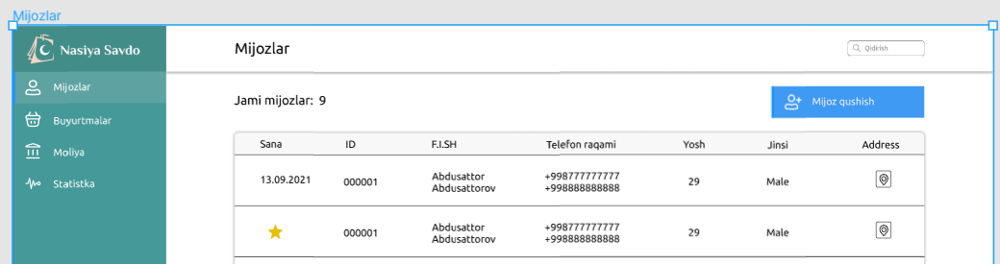 Mijozlar
Nasiya Savdo
Mijozlar
Qidirish
Mijozlar
Buyurtmalar
Moliya
Statistka
Jami mijozlar: 9
Mijoz qushish
Sana ID F.I.SH Telefon raqami Yosh Jinsi Address
13.09.2021 000001 Abdusattor +998777777777 29 Male
Abdusattorov +998888888888
000001 Abdusattor +998777777777 29 Male
Abdusattorov +998888888888